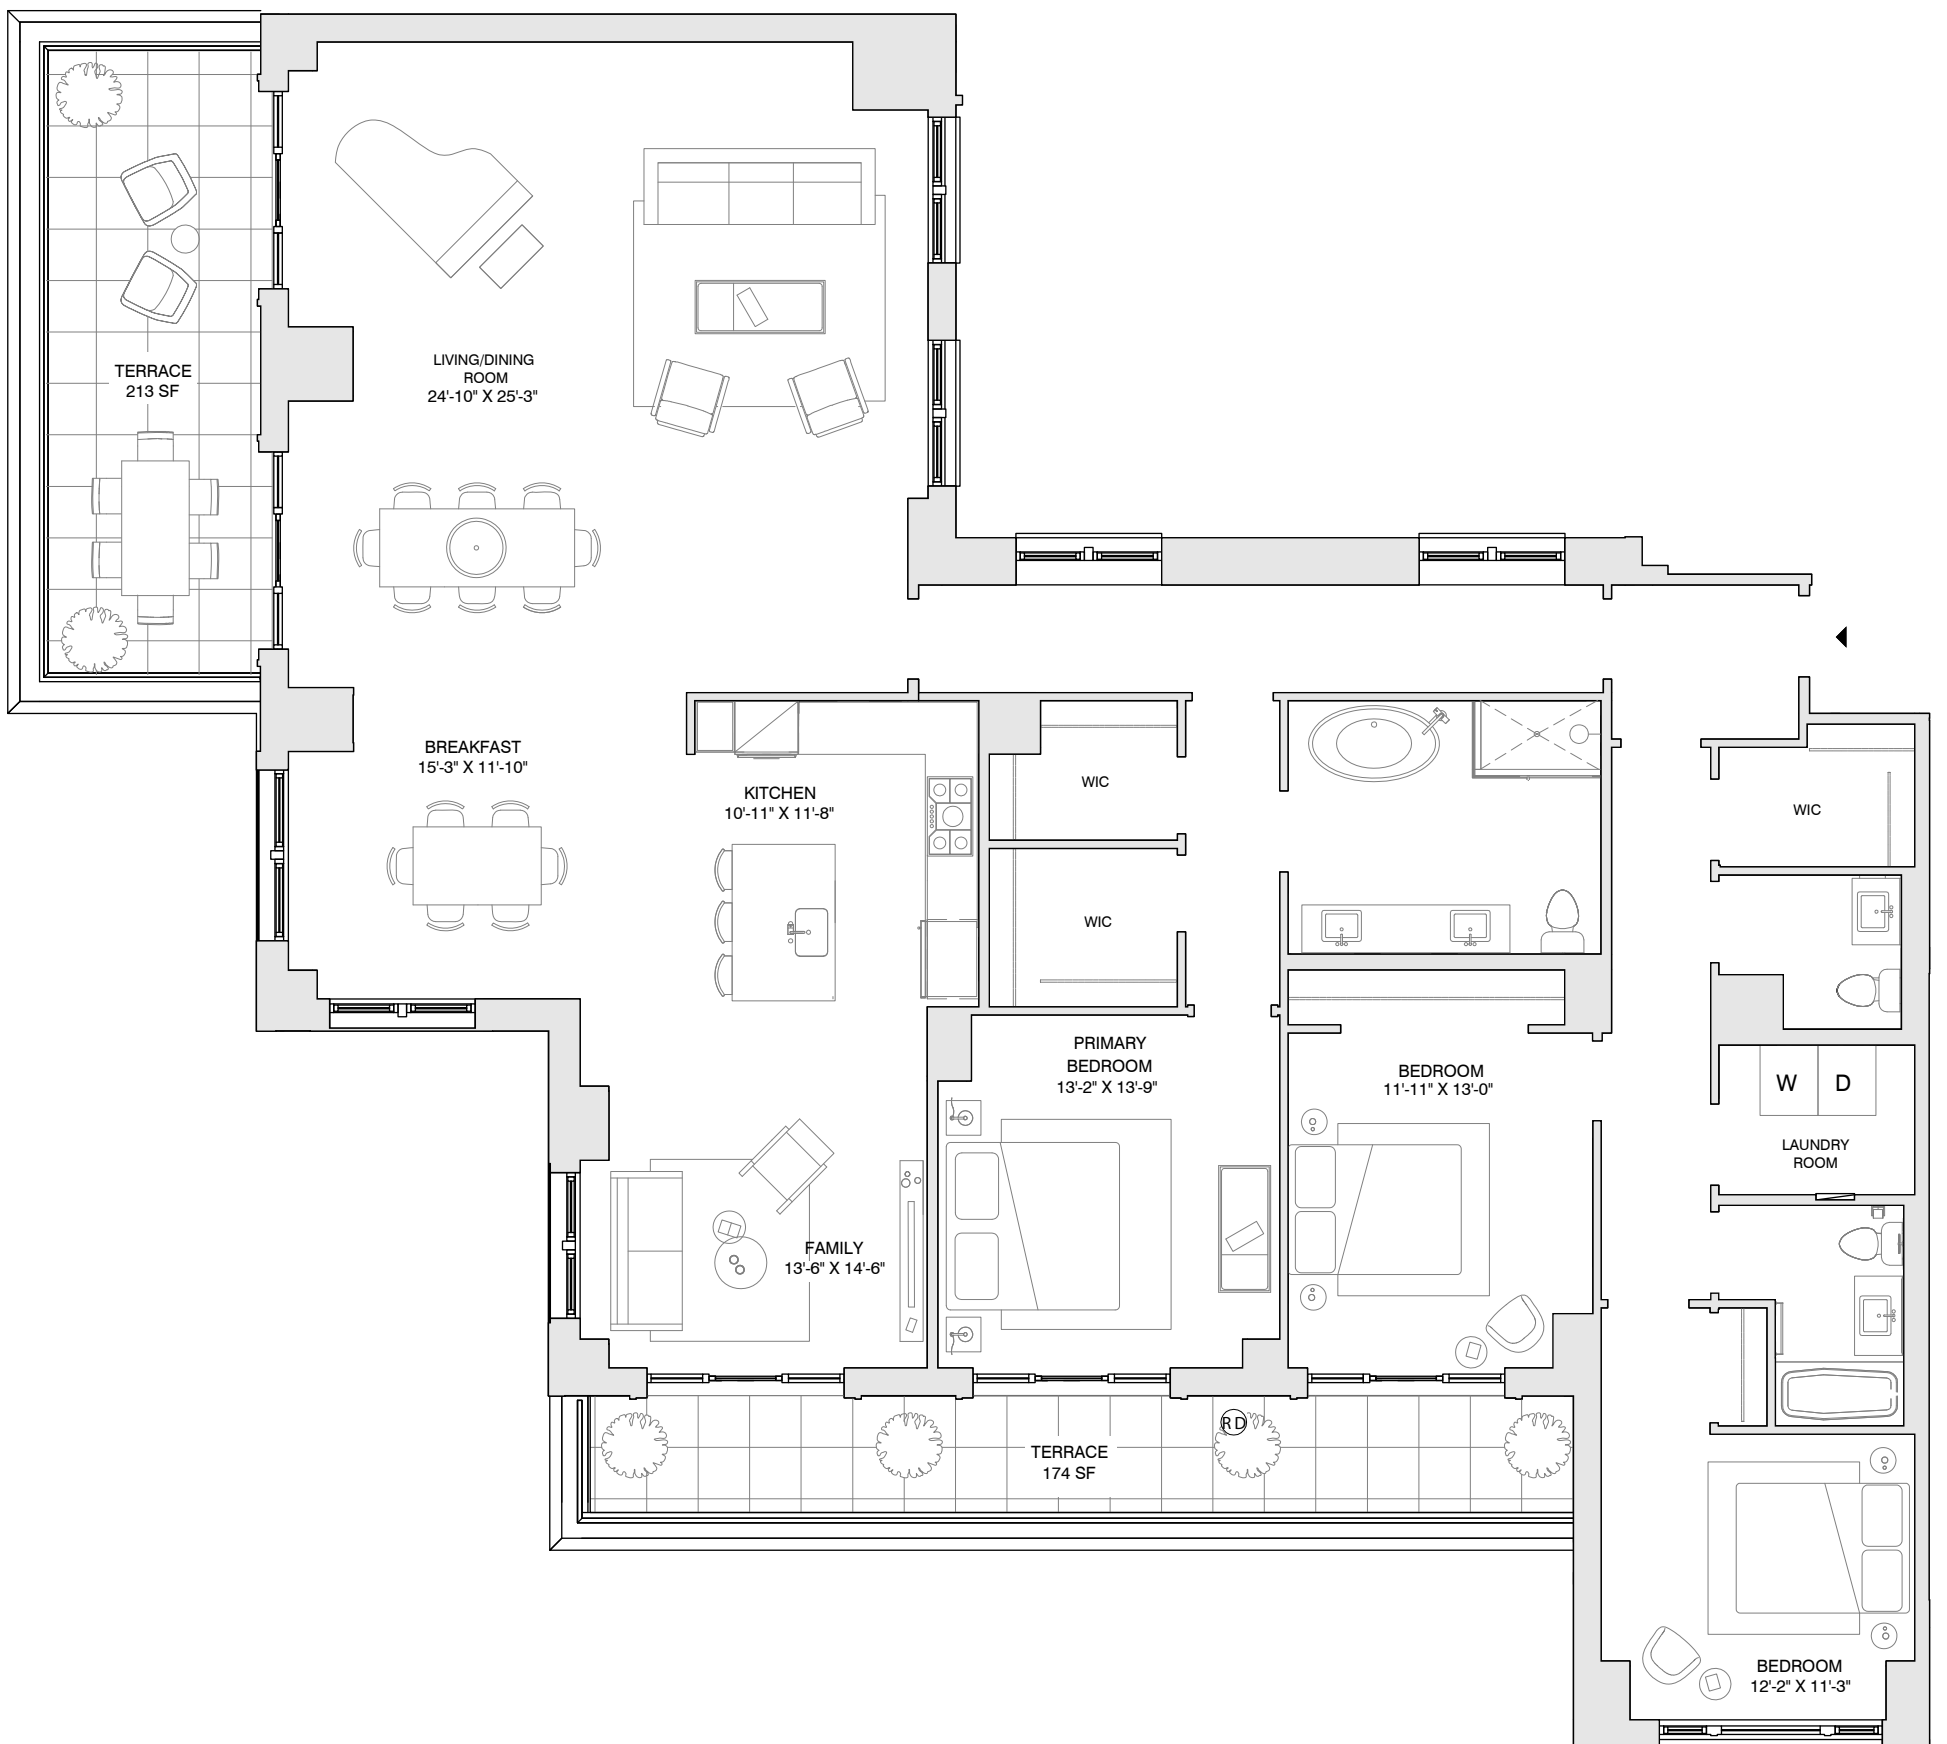 TERRACE
213 SF
LIVING/DINING
ROOM
24'-10" X 25'-3"
BREAKFAST
15'-3" X 11'-10"
KITCHEN
10'-11" X 11'-8"
WIC
WIC
WIC
PRIMARY
BEDROOM
13'-2" X 13'-9"
BEDROOM
11'-11" X 13'-0"
W D
LAUNDRY
ROOM
FAMILY
13'-6" X 14'-6"
RD
TERRACE
174 SF
BEDROOM
12'-2" X 11'-3"